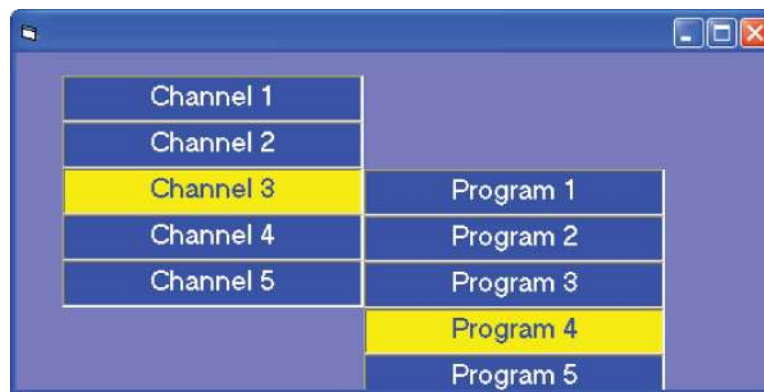 Channel 1
Channel 2
Channel 3
Channel 4
Channel 5
Program 1
Program 2
Program 3
Program 4
Program 5